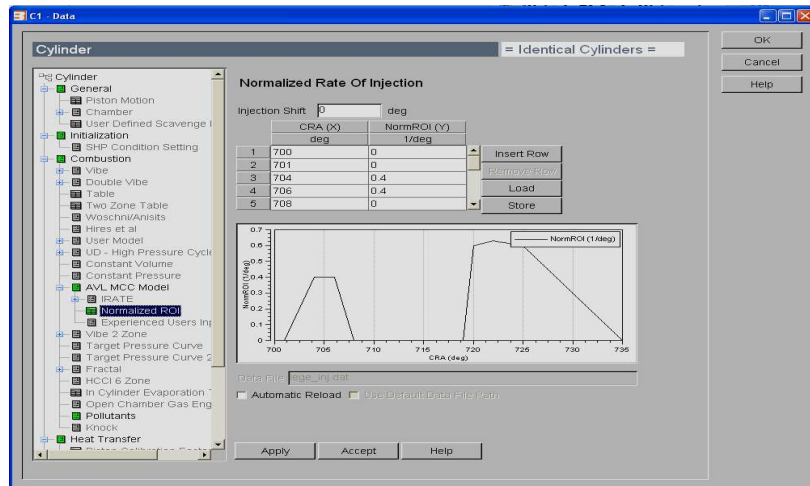 C1 - Data
OK
Cancel
Help
Cylinder
= Identical Cylinders =
Cylinder
General
Piston Motion
Chamber
User Defined Scavenge
Initialization
SHP Condition Setting
Combustion
Vibe
Double Vibe
Table
Two Zone Table
Woschni/Anisits
Hires et al
User Model
UD - High Pressure Cycle
Constant Volume
Constant Pressure
AVL MCC Model
IRATE
Normalized ROI
Experienced Users Inp
Vibe 2 Zone
Target Pressure Curve
Target Pressure Curve 2
Fractal
HCCI 6 Zone
In Cylinder Evaporation
Open Chamber Gas Eng
Pollutants
Knock
Heat Transfer
Normalized Rate Of Injection
Injection Shift 0 deg
CRA (X) NormROI (Y)
deg 1/deg
1 700 0
2 701 0
3 704 0.4
4 706 0.4
5 708 0
Insert Row
Remove Row
Load
Store
NormROI (1/deg)
0.7
0.6
0.5
0.4
0.3
0.2
0.1
0
NormROI (1/deg)
700 705 710 715 720 725 730 735
CRA (deg)
Data File rege_inj.dat
Automatic Reload Use Default Data File Path
Apply Accept Help